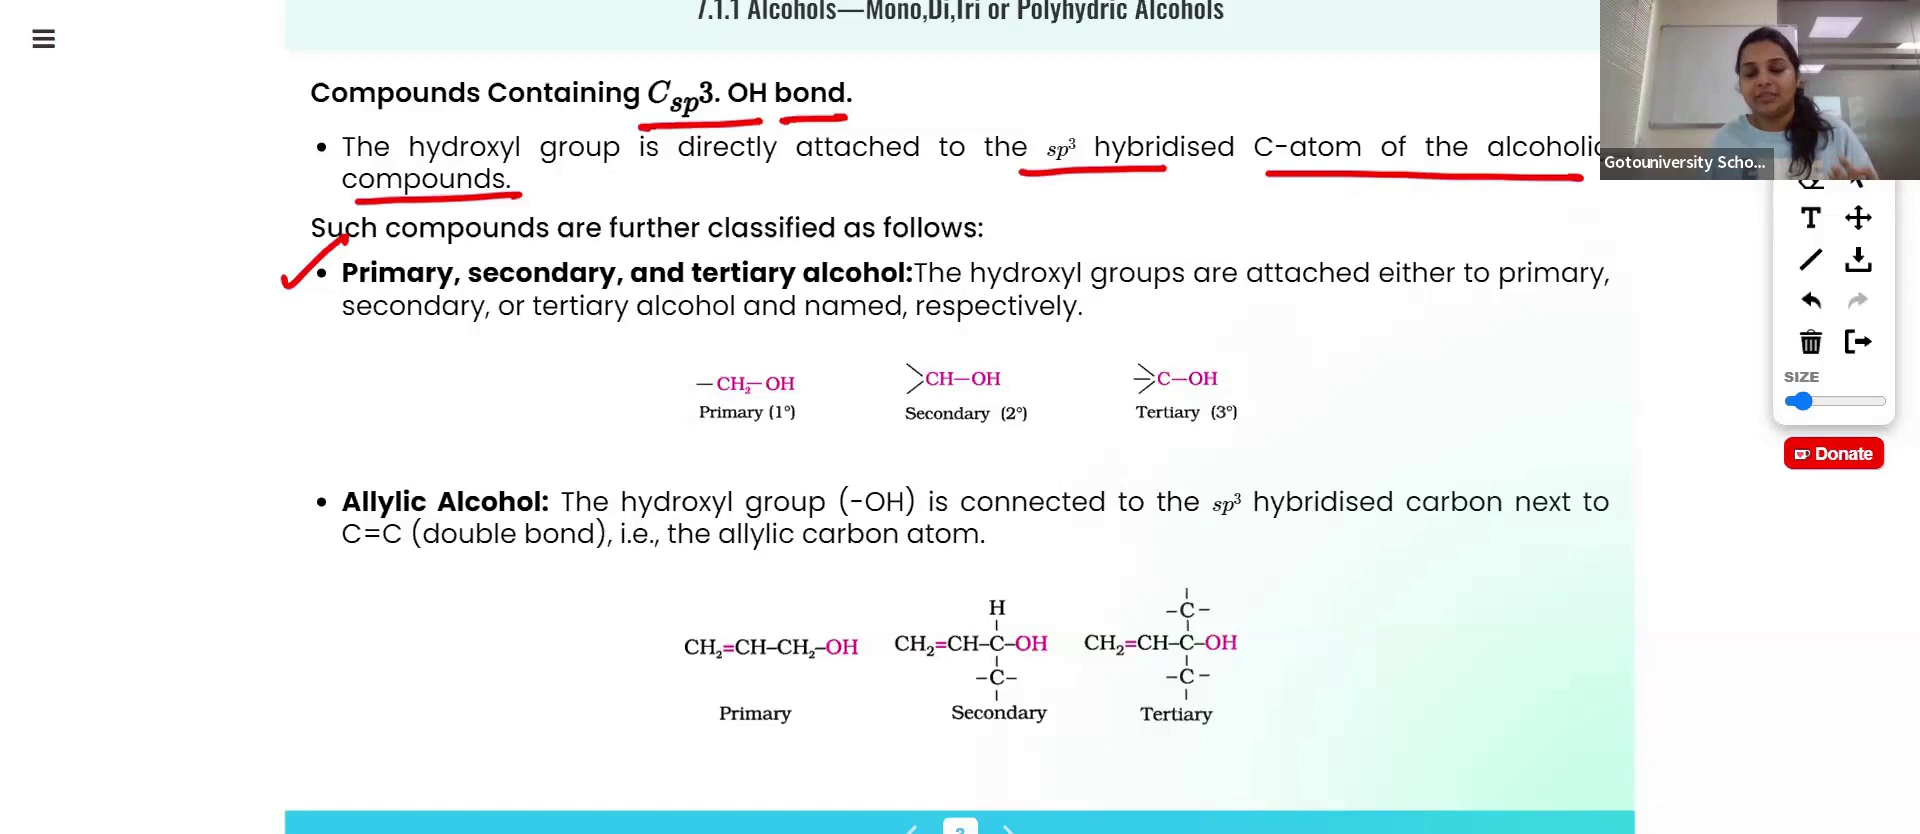 7.1.1 Alcohols—Mono,Di,Tri or Polyhydric Alcohols
Compounds Containing Csp3. OH bond.
• The hydroxyl group is directly attached to the sp³ hybridised C-atom of the alcoholic
compounds.
Such compounds are further classified as follows:
• Primary, secondary, and tertiary alcohol:The hydroxyl groups are attached either to primary,
secondary, or tertiary alcohol and named, respectively.
—CH₂—OH
Primary (1°)
CH—OH
Secondary (2°)
C—OH
Tertiary (3°)
• Allylic Alcohol: The hydroxyl group (-OH) is connected to the sp³ hybridised carbon next to
C=C (double bond), i.e., the allylic carbon atom.
CH₂=CH–CH₂–OH
Primary
H
CH₂=CH–C–OH
–C–
Secondary
–C–
CH₂=CH–C–OH
–C–
Tertiary
3
Gotouniversity Scho...
T
SIZE
Donate